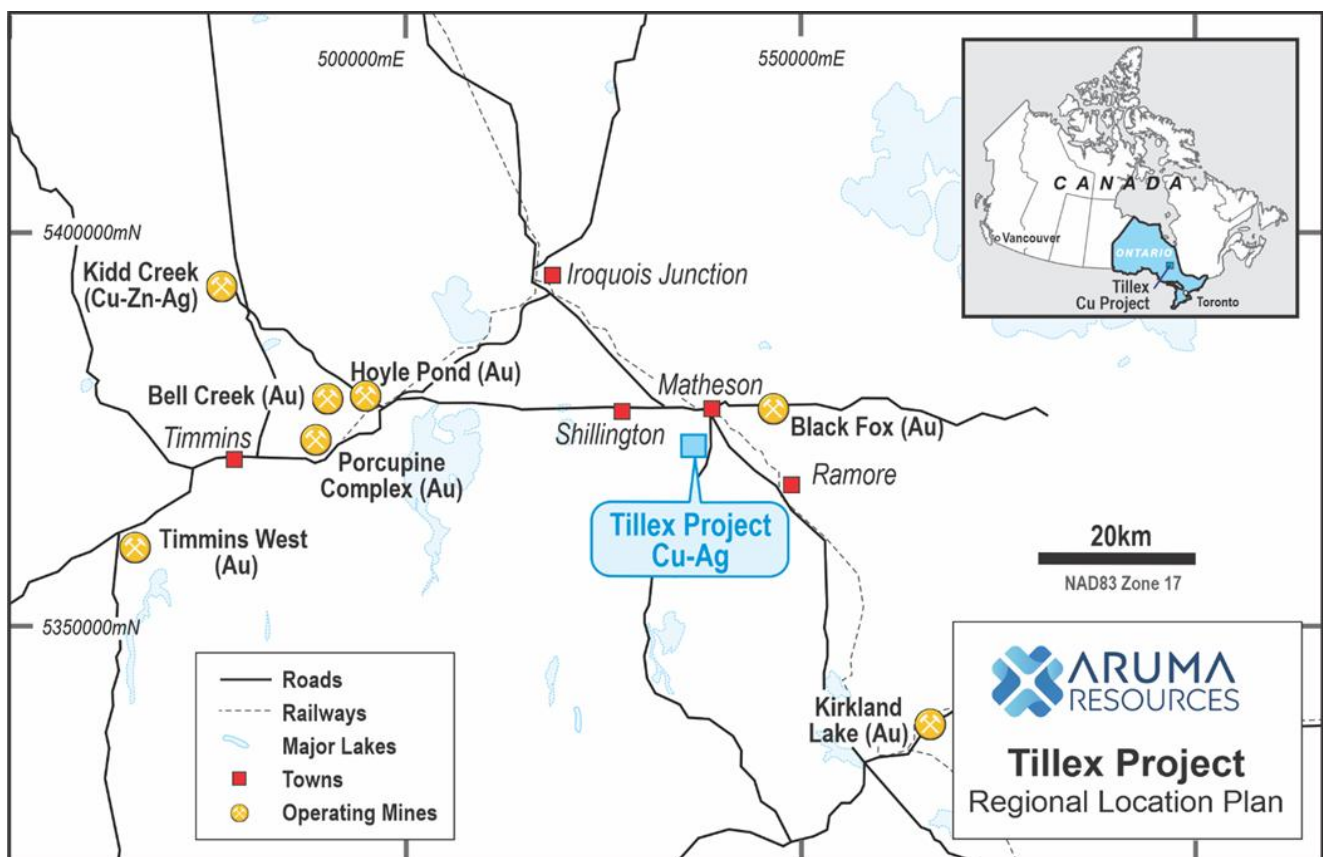 500000mE
550000mE
5400000mN
5350000mN
CANADA
Vancouver
ONTARIO
Tillex
Cu Project
Toronto
Kidd Creek
(Cu-Zn-Ag)
Iroquois Junction
Hoyle Pond (Au)
Bell Creek (Au)
Matheson
Timmins
Shillington
Black Fox (Au)
Porcupine
Complex (Au)
Ramore
Tillex Project
Cu-Ag
Timmins West
(Au)
20km
NAD83 Zone 17
Roads
Railways
Major Lakes
Towns
Operating Mines
Kirkland
Lake (Au)
ARUMA
RESOURCES
Tillex Project
Regional Location Plan